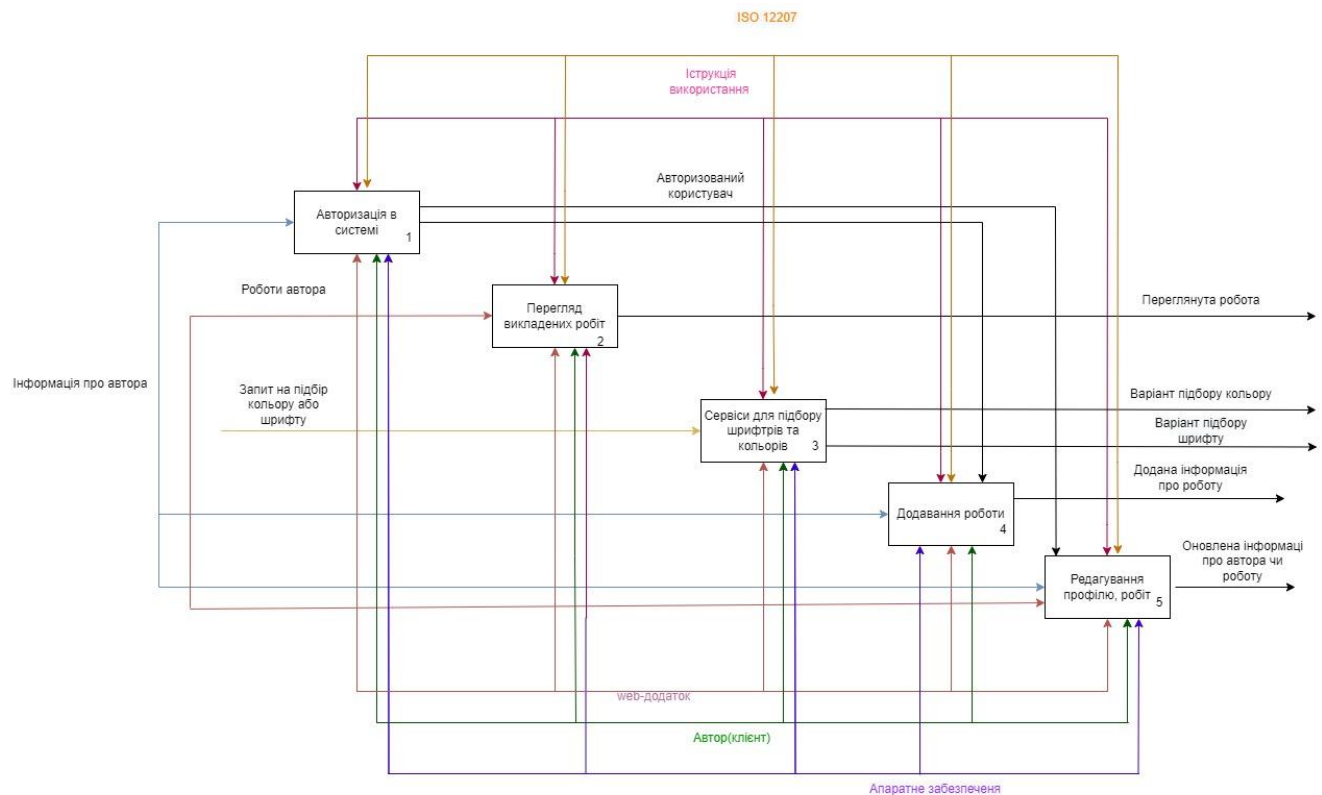 ISO 12207
Іструкція
використання
Авторизований
користувач
Авторизація в
системі
1
Роботи автора
Перегляд
викладених робіт
2
Переглянута робота
Інформація про автора
Запит на підбір
кольору або
шрифту
Сервіси для підбору
шрифтрів та
кольорів
3
Варіант підбору кольору
Варіант підбору
шрифту
Додана інформація
про роботу
Додавання роботи
4
Оновлена інформаці
про автора чи
роботу
Редагування
профілю, робіт
5
web-додаток
Автор(клієнт)
Апаратне забезпеченя